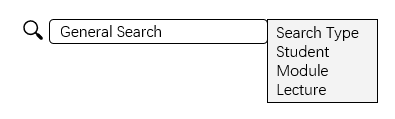 General Search
Search Type
Student
Module
Lecture